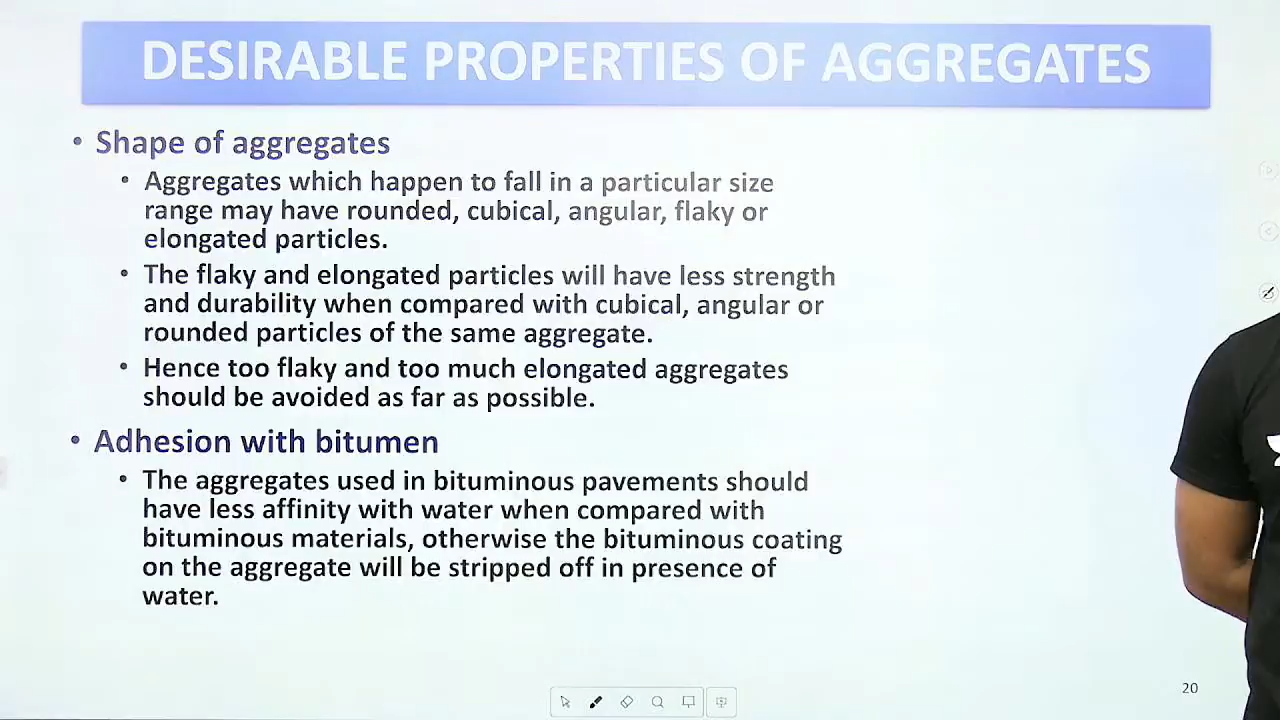 DESIRABLE PROPERTIES OF AGGREGATES
• Shape of aggregates
• Aggregates which happen to fall in a particular size
range may have rounded, cubical, angular, flaky or
elongated particles.
• The flaky and elongated particles will have less strength
and durability when compared with cubical, angular or
rounded particles of the same aggregate.
• Hence too flaky and too much elongated aggregates
should be avoided as far as possible.
• Adhesion with bitumen
• The aggregates used in bituminous pavements should
have less affinity with water when compared with
bituminous materials, otherwise the bituminous coating
on the aggregate will be stripped off in presence of
water.
20